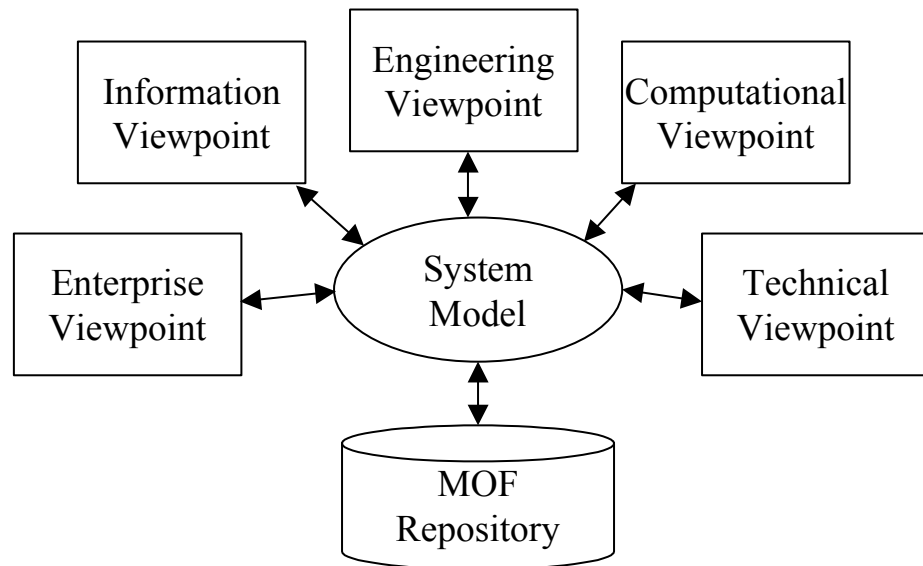 Engineering
Viewpoint
Information
Viewpoint
Computational
Viewpoint
Enterprise
Viewpoint
System
Model
Technical
Viewpoint
MOF
Repository